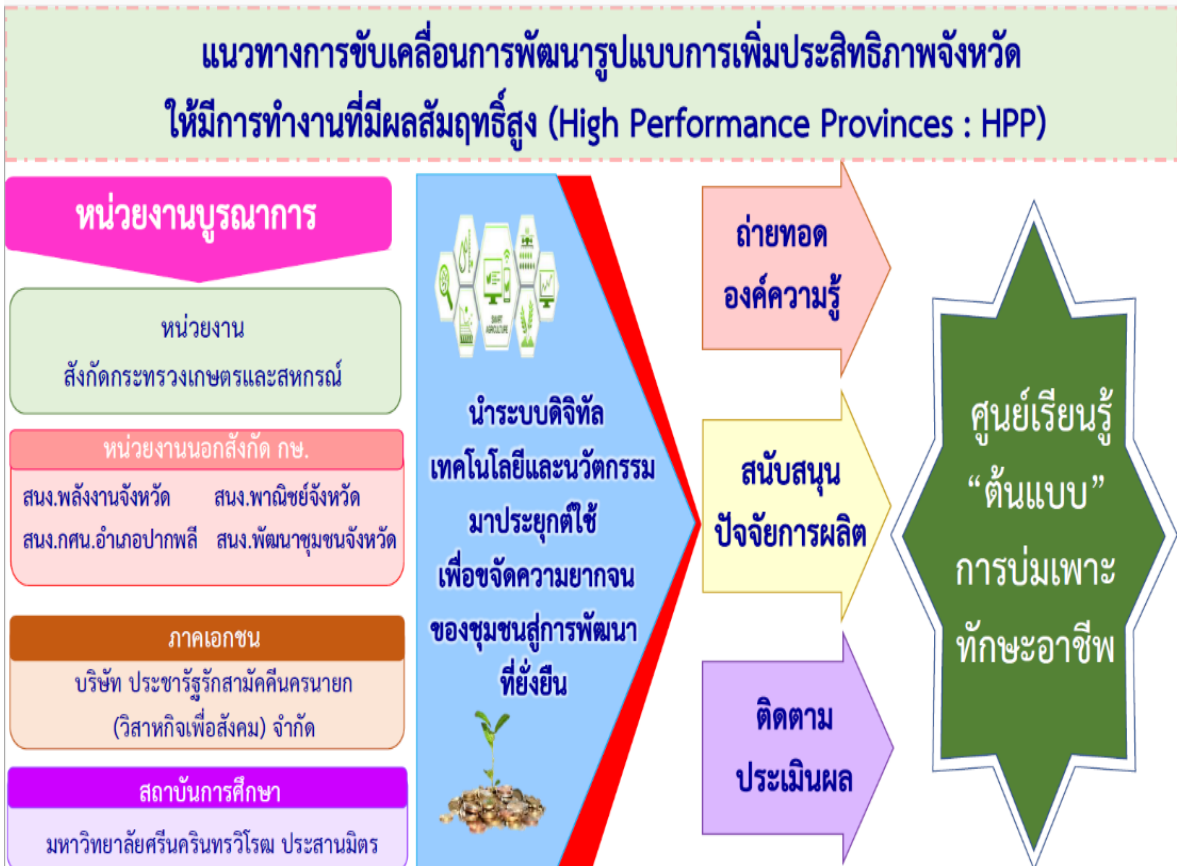 แนวทางการขับเคลื่อนการพัฒนารูปแบบการเพิ่มประสิทธิภาพจังหวัด
ให้มีการทำงานที่มีผลสัมฤทธิ์สูง (High Performance Provinces : HPP)
หน่วยงานบูรณาการ
หน่วยงาน
สังกัดกระทรวงเกษตรและสหกรณ์
หน่วยงานนอกสังกัด กษ.
สนง.พลังงานจังหวัด สนง.พาณิชย์จังหวัด
สนง.กศน.อำเภอปากพลี สนง.พัฒนาชุมชนจังหวัด
ภาคเอกชน
บริษัท ประชารัฐรักสามัคคีนครนายก
(วิสาหกิจเพื่อสังคม) จำกัด
สถาบันการศึกษา
มหาวิทยาลัยศรีนครินทรวิโรฒ ประสานมิตร
SMART
AGRICULTURE
นำระบบดิจิทัล
เทคโนโลยีและนวัตกรรม
มาประยุกต์ใช้
เพื่อขจัดความยากจน
ของชุมชนสู่การพัฒนา
ที่ยั่งยืน
ถ่ายทอด
องค์ความรู้
สนับสนุน
ปัจจัยการผลิต
ติดตาม
ประเมินผล
ศูนย์เรียนรู้
“ต้นแบบ”
การบ่มเพาะ
ทักษะอาชีพ